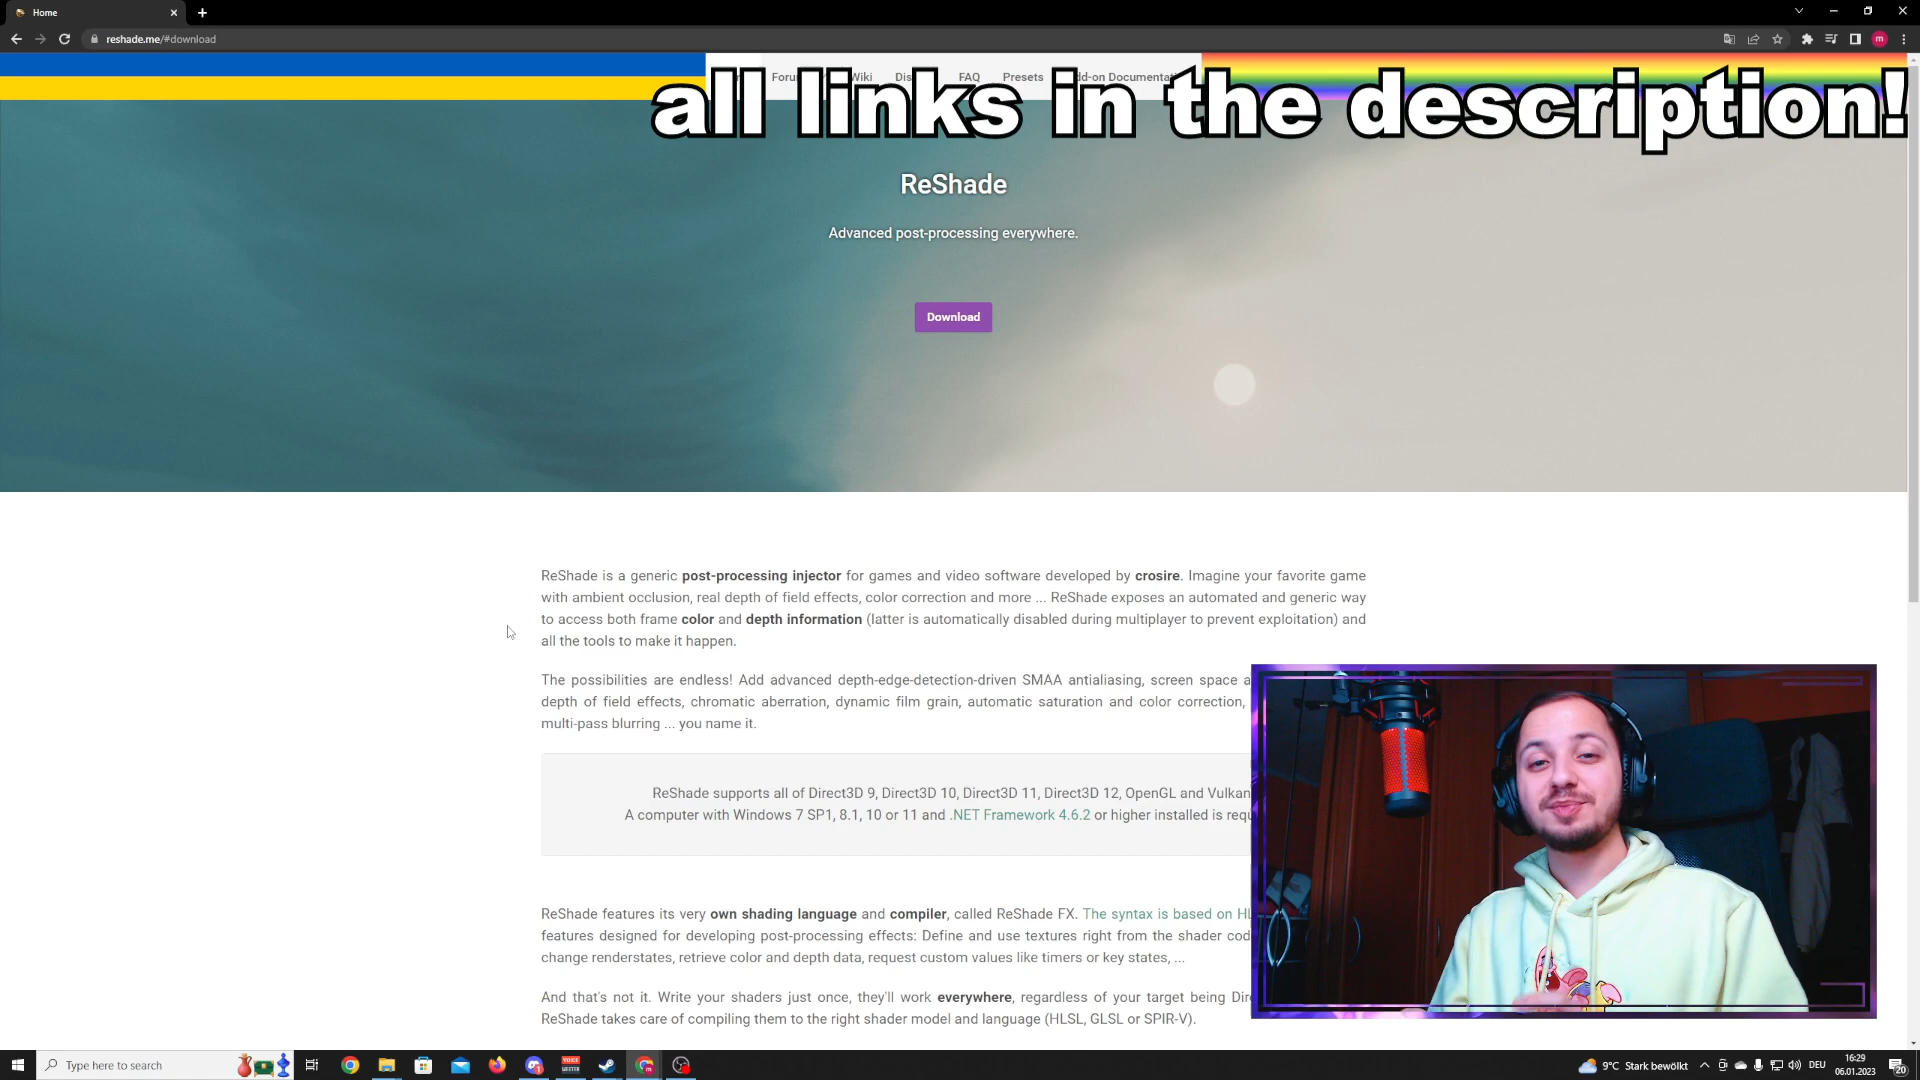 Home
reshade.me/#download
m
Forum
Wiki
FAQ
Presets
all links in the description!
ReShade
Advanced post-processing everywhere.
Download
ReShade is a generic post-processing injector for games and video software developed by crosire. Imagine your favorite game
with ambient occlusion, real depth of field effects, color correction and more ... ReShade exposes an automated and generic way
to access both frame color and depth information (latter is automatically disabled during multiplayer to prevent exploitation) and
all the tools to make it happen.
The possibilities are endless! Add advanced depth-edge-detection-driven SMAA antialiasing, screen space a
depth of field effects, chromatic aberration, dynamic film grain, automatic saturation and color correction,
multi-pass blurring ... you name it.
ReShade supports all of Direct3D 9, Direct3D 10, Direct3D 11, Direct3D 12, OpenGL and Vulkan
A computer with Windows 7 SP1, 8.1, 10 or 11 and .NET Framework 4.6.2 or higher installed is requ
ReShade features its very own shading language and compiler, called ReShade FX. The syntax is based on HL
features designed for developing post-processing effects: Define and use textures right from the shader cod
change renderstates, retrieve color and depth data, request custom values like timers or key states, ...
And that's not it. Write your shaders just once, they'll work everywhere, regardless of your target being Dir
ReShade takes care of compiling them to the right shader model and language (HLSL, GLSL or SPIR-V).
Type here to search
9°C Stark bewölkt
DEU
16:29
06.01.2023
20